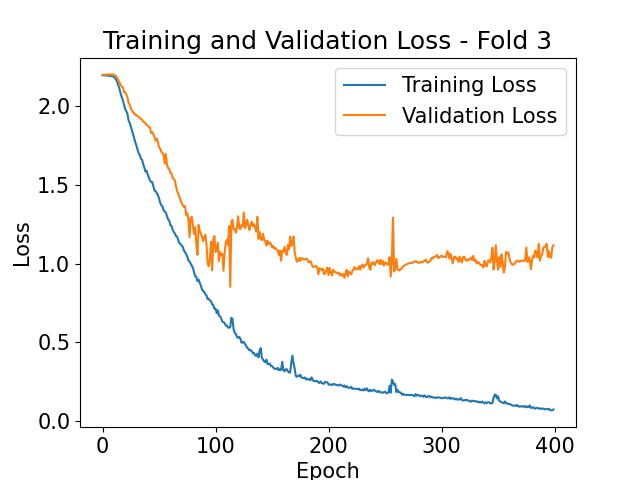 Training and Validation Loss - Fold 3
Training Loss
Validation Loss
Loss
2.0
1.5
1.0
0.5
0.0
0
100
200
300
400
Epoch